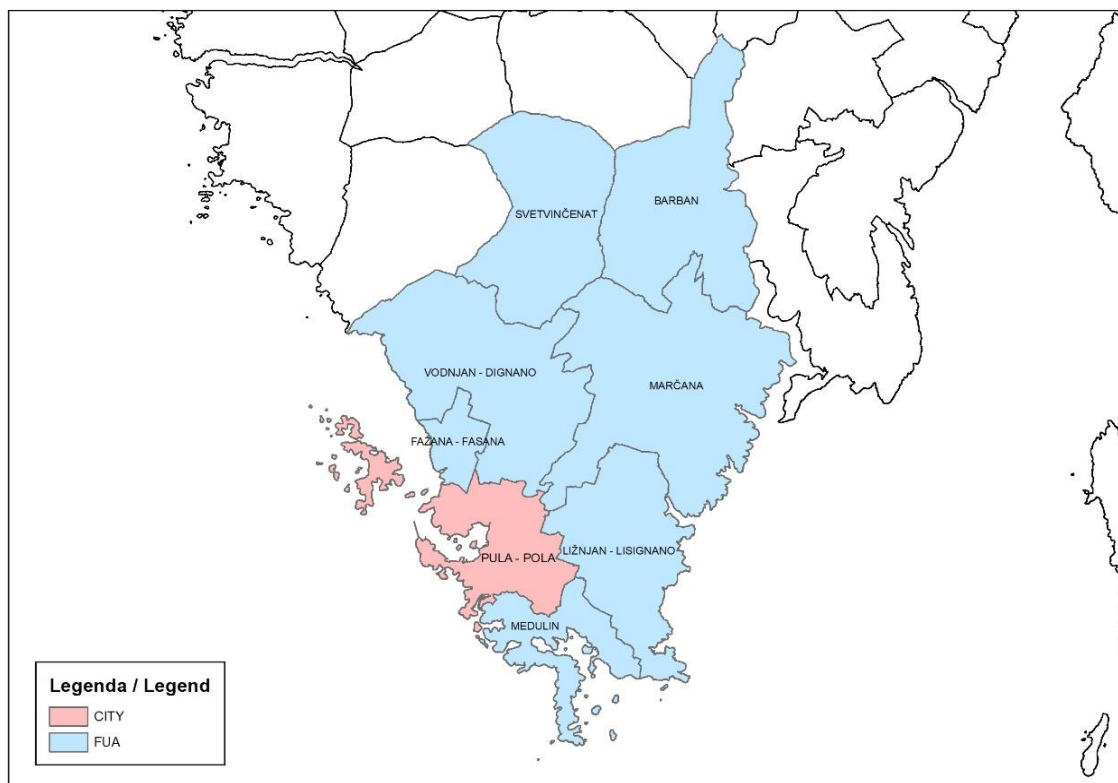 BARBAN
SVETVINČENAT
VODNJAN - DIGNANO
MARČANA
FAŽANA - FASANA
LIŽNJAN - LISIGNANO
PULA - POLA
MEDULIN
Legenda / Legend
CITY
FUA